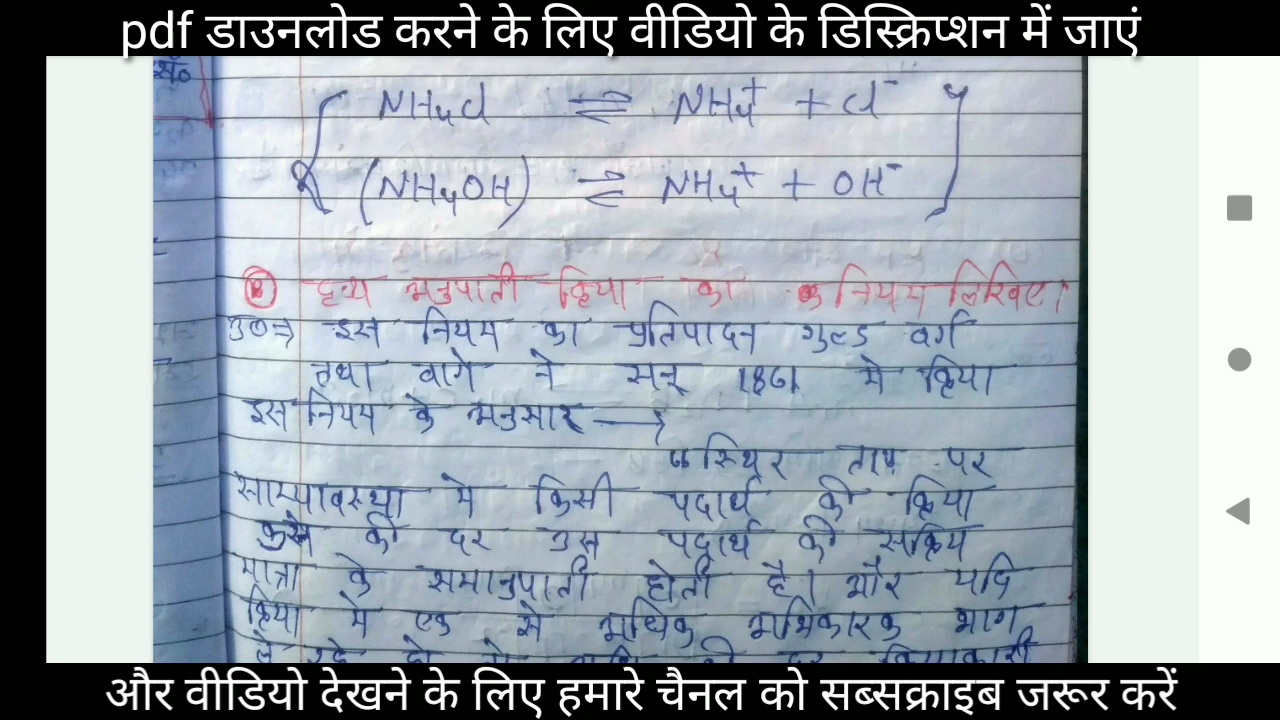 pdf डाउनलोड करने के लिए वीडियो के डिस्क्रिप्शन में जाएं
NH₄Cl ⇌ NH₄⁺ + Cl⁻
(NH₄OH) ⇌ NH₄⁺ + OH⁻
द्रव्य अनुपाती क्रिया का नियम लिखिए।
उ०⇒ इस नियम का प्रतिपादन गुल्ड वर्ग
तथा वागे ने सन् 1861 मे क्रिया
इस नियम के अनुसार ⟶
“स्थिर ताप पर
साम्यावस्था मे किसी पदार्थ की क्रिया
की दर उस पदार्थ की सक्रिय
मात्रा के समानुपाती होती है। और यदि
क्रिया मे एक से अधिक अभिकारक भाग
और वीडियो देखने के लिए हमारे चैनल को सब्सक्राइब जरूर करें